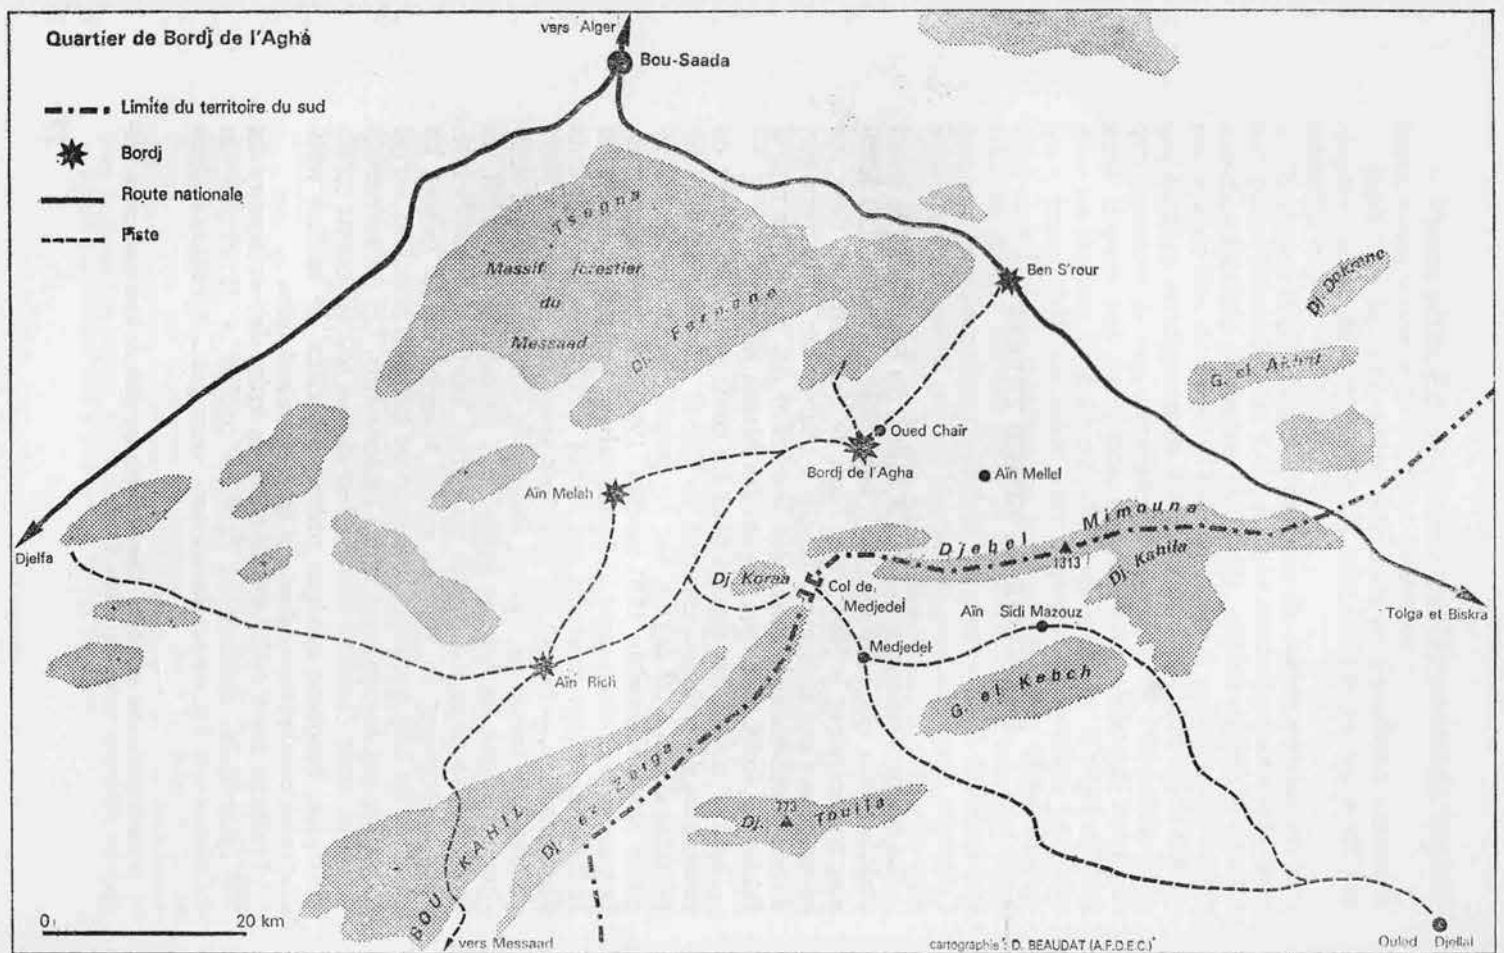 Quartier de Bordj de l'Aghá
Limite du territoire du sud
Bordj
Route nationale
Piste
vers Alger
Bou-Saada
Tsegna
Massif forestier
du
Messaad
Dj. Fernane
Ben S'rour
Dj Dokrane
G. el
Oued Chaïr
Bordj de l'Agha
Aïn Mellel
Aïn Melah
Djelfa
Djebel Mimouna
1313
Dj Kahila
Dj Koraa
Col de
Medjedel
Aïn Sidi Mazouz
Tolga et Biskra
Medjedel
Aïn Rich
G. el Kebch
BOU KAHIL
Dj ez Zerga
773
Dj. Touila
0 20 km
vers Messaad
cartographie : D. BEAUDAT (A.F.D.E.C.)
Ouled Djellal